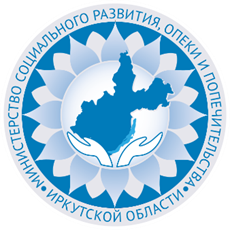 МИНИСТЕРСТВО СОЦИАЛЬНОГО РАЗВИТИЯ, ОПЕКИ И ПОПЕЧИТЕЛЬСТВА
ИРКУТСКОЙ ОБЛАСТИ